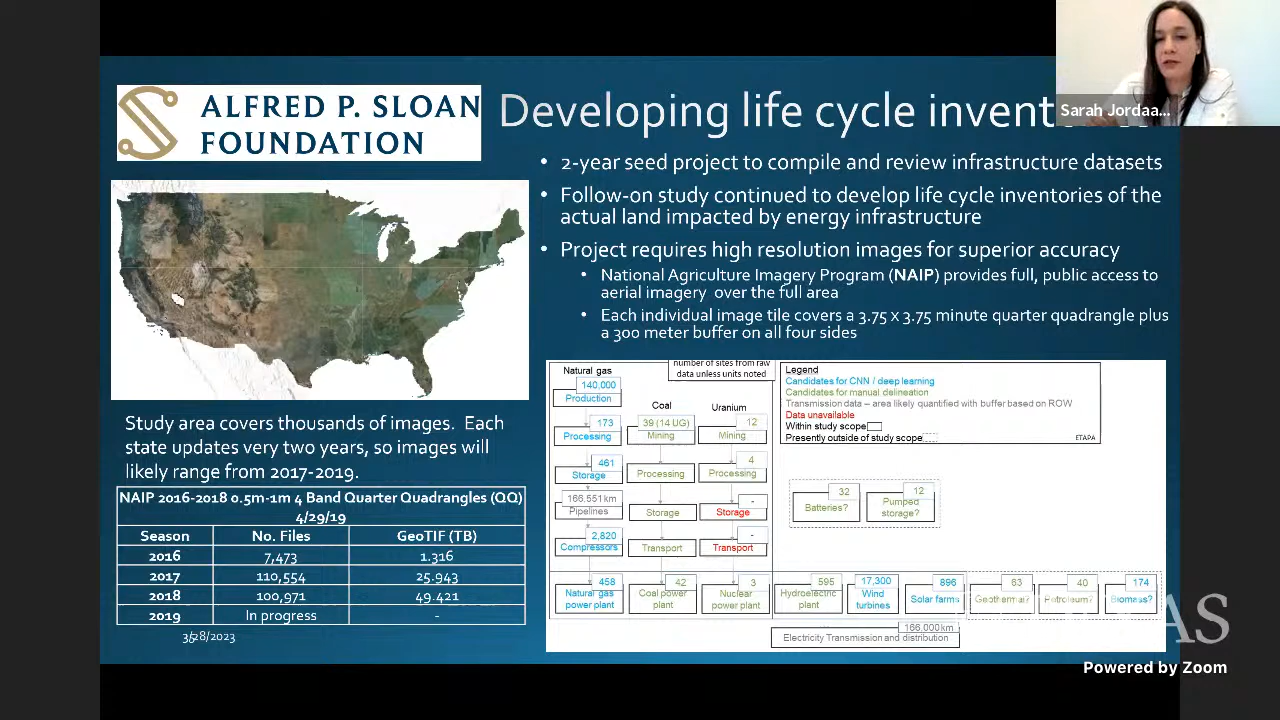 Sarah Jordaa...
ALFRED P. SLOAN
FOUNDATION
Developing life cycle invent
• 2-year seed project to compile and review infrastructure datasets
• Follow-on study continued to develop life cycle inventories of the
actual land impacted by energy infrastructure
• Project requires high resolution images for superior accuracy
• National Agriculture Imagery Program (NAIP) provides full, public access to
aerial imagery over the full area
• Each individual image tile covers a 3.75 x 3.75 minute quarter quadrangle plus
a 300 meter buffer on all four sides
Study area covers thousands of images. Each
state updates very two years, so images will
likely range from 2017-2019.
NAIP 2016-2018 0.5m-1m 4 Band Quarter Quadrangles (QQ)
4/29/19
Season No. Files GeoTIF (TB)
2016 7,473 1.316
2017 110,554 25.943
2018 100,971 49.421
2019 In progress -
3/28/2023
number of sites from raw
data unless units noted
Legend
Candidates for CNN / deep learning
Candidates for manual delineation
Transmission data – area likely quantified with buffer based on ROW
Data unavailable
Within study scope
Presently outside of study scope
ETAPA
Natural gas
140,000
Production
173
Processing
461
Storage
166,551km
Pipelines
2,820
Compressors
458
Natural gas
power plant
Coal
39 (14 UG)
Mining
Processing
Storage
Transport
42
Coal power
plant
Uranium
12
Mining
4
Processing
-
Storage
-
Transport
3
Nuclear
power plant
32
Batteries?
12
Pumped
storage?
595
Hydroelectric
plant
17,300
Wind
turbines
896
Solar farms
63
Geothermal?
40
Petroleum?
174
Biomass?
166,000km
Electricity Transmission and distribution
AS
Powered by Zoom